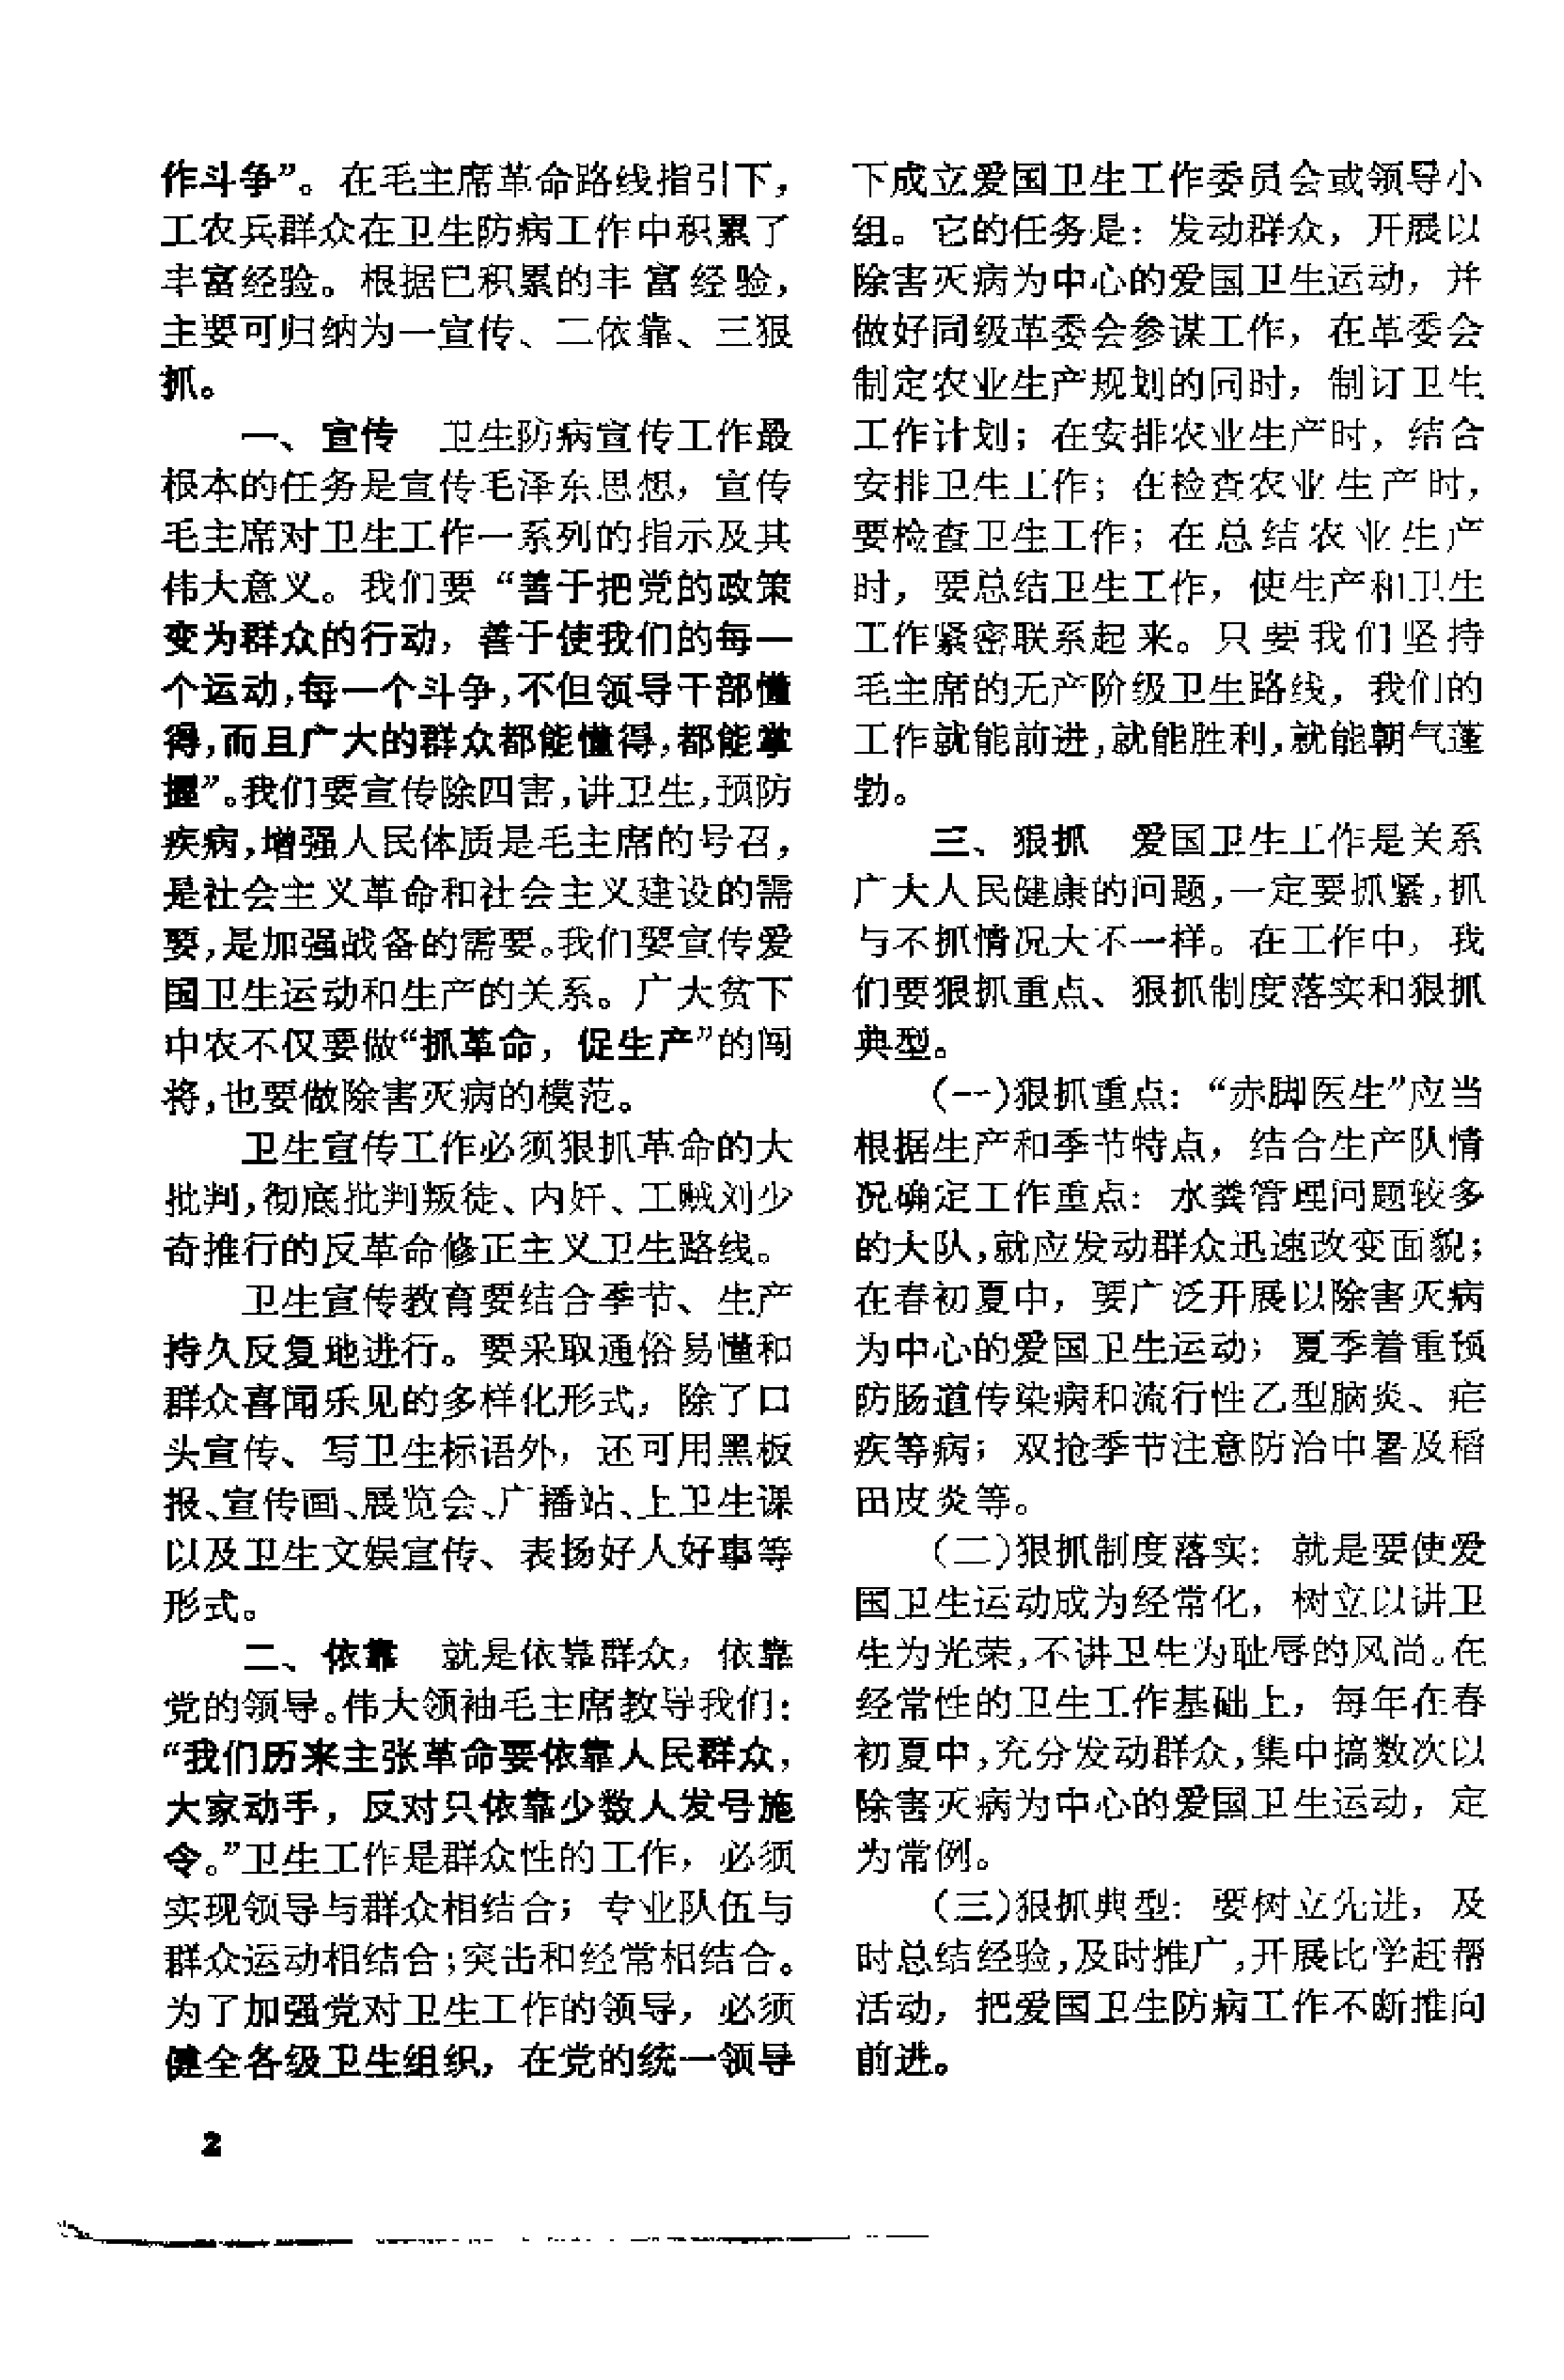 作斗争”。在毛主席革命路线指引下，
工农兵群众在卫生防病工作中积累了
丰富经验。根据已积累的丰富经验，
主要可归纳为一宣传、二依靠、三狠
抓。
一、宣传　卫生防病宣传工作最
根本的任务是宣传毛泽东思想，宣传
毛主席对卫生工作一系列的指示及其
伟大意义。我们要“善于把党的政策
变为群众的行动，善于使我们的每一
个运动，每一个斗争，不但领导干部懂
得，而且广大的群众都能懂得，都能掌
握”。我们要宣传除四害，讲卫生，预防
疾病，增强人民体质是毛主席的号召，
是社会主义革命和社会主义建设的需
要，是加强战备的需要。我们要宣传爱
国卫生运动和生产的关系。广大贫下
中农不仅要做“抓革命，促生产”的闯
将，也要做除害灭病的模范。
卫生宣传工作必须狠抓革命的大
批判，彻底批判叛徒、内奸、工贼刘少
奇推行的反革命修正主义卫生路线。
卫生宣传教育要结合季节、生产
持久反复地进行。要采取通俗易懂和
群众喜闻乐见的多样化形式，除了口
头宣传、写卫生标语外，还可用黑板
报、宣传画、展览会、广播站、上卫生课
以及卫生文娱宣传、表扬好人好事等
形式。
二、依靠　就是依靠群众，依靠
党的领导。伟大领袖毛主席教导我们：
“我们历来主张革命要依靠人民群众，
大家动手，反对只依靠少数人发号施
令。”卫生工作是群众性的工作，必须
实现领导与群众相结合；专业队伍与
群众运动相结合；突击和经常相结合。
为了加强党对卫生工作的领导，必须
健全各级卫生组织，在党的统一领导
下成立爱国卫生工作委员会或领导小
组。它的任务是：发动群众，开展以
除害灭病为中心的爱国卫生运动，并
做好同级革委会参谋工作，在革委会
制定农业生产规划的同时，制订卫生
工作计划；在安排农业生产时，结合
安排卫生工作；在检查农业生产时，
要检查卫生工作；在总结农业生产
时，要总结卫生工作，使生产和卫生
工作紧密联系起来。只要我们坚持
毛主席的无产阶级卫生路线，我们的
工作就能前进，就能胜利，就能朝气蓬
勃。
三、狠抓　爱国卫生工作是关系
广大人民健康的问题，一定要抓紧，抓
与不抓情况大不一样。在工作中，我
们要狠抓重点、狠抓制度落实和狠抓
典型。
（一）狠抓重点：“赤脚医生”应当
根据生产和季节特点，结合生产队情
况确定工作重点：水粪管理问题较多
的大队，就应发动群众迅速改变面貌；
在春初夏中，要广泛开展以除害灭病
为中心的爱国卫生运动；夏季着重预
防肠道传染病和流行性乙型脑炎、疟
疾等病；双抢季节注意防治中暑及稻
田皮炎等。
（二）狠抓制度落实：就是要使爱
国卫生运动成为经常化，树立以讲卫
生为光荣，不讲卫生为耻辱的风尚。在
经常性的卫生工作基础上，每年在春
初夏中，充分发动群众，集中搞数次以
除害灭病为中心的爱国卫生运动，定
为常例。
（三）狠抓典型：要树立先进，及
时总结经验，及时推广，开展比学赶帮
活动，把爱国卫生防病工作不断推向
前进。
2